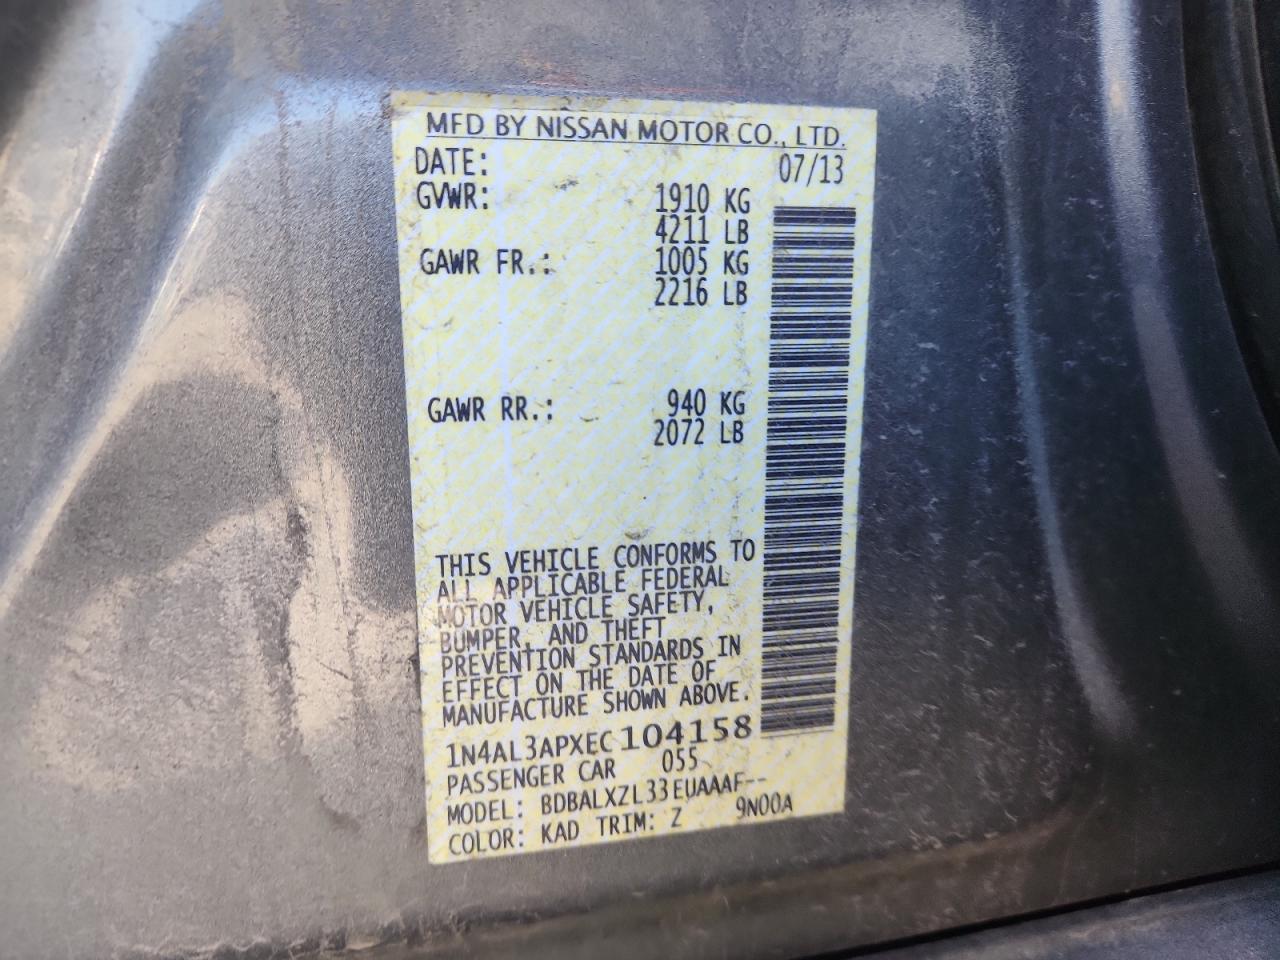 MFD BY NISSAN MOTOR CO., LTD.
DATE: 07/13
GVWR: 1910 KG
4211 LB
GAWR FR.: 1005 KG
2216 LB
GAWR RR.: 940 KG
2072 LB
THIS VEHICLE CONFORMS TO
ALL APPLICABLE FEDERAL
MOTOR VEHICLE SAFETY,
BUMPER, AND THEFT
PREVENTION STANDARDS IN
EFFECT ON THE DATE OF
MANUFACTURE SHOWN ABOVE.
1N4AL3APXEC104158
PASSENGER CAR 055
MODEL: BDBALXZL33EUAAAF--
COLOR: KAD TRIM: Z 9N00A